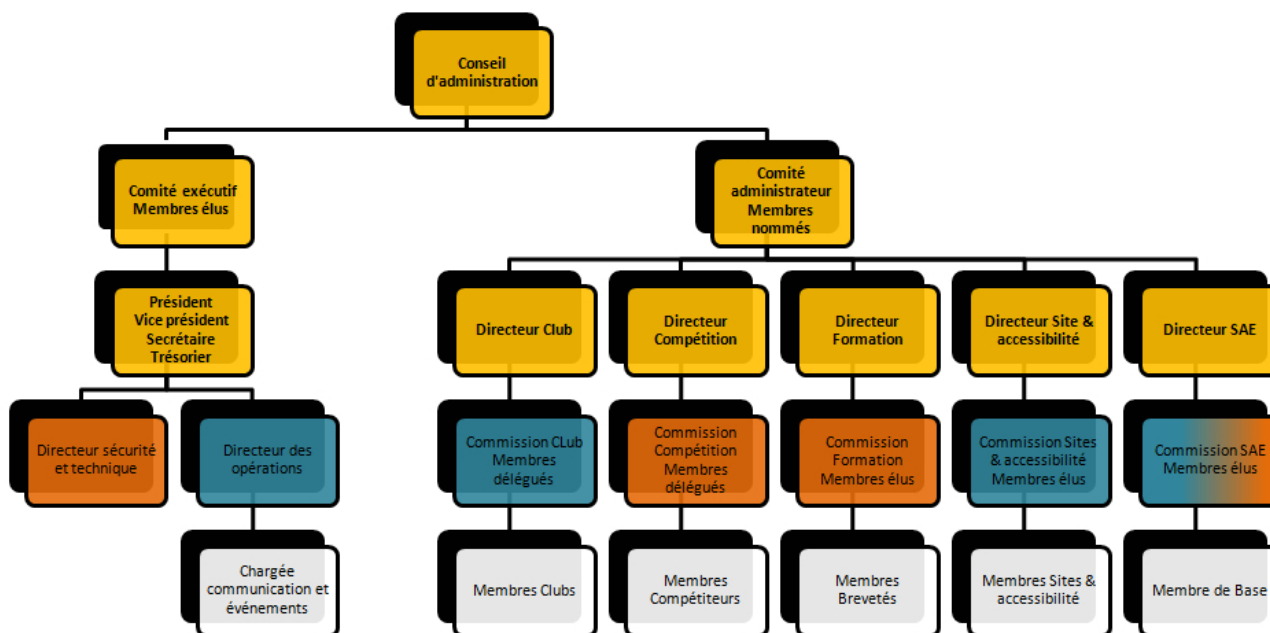 Conseil
d'administration
Comité exécutif
Membres élus
Comité
administrateur
Membres
nommés
Président
Vice président
Secrétaire
Trésorier
Directeur Club
Directeur
Compétition
Directeur
Formation
Directeur Site &
accessibilité
Directeur SAE
Directeur sécurité
et technique
Directeur des
opérations
Commission CLub
Membres
délégués
Commission
Compétition
Membres
délégués
Commission
Formation
Membres élus
Commission Sites
& accessibilité
Membres élus
Commission SAE
Membres élus
Chargée
communication et
événements
Membres Clubs
Membres
Compétiteurs
Membres
Brevetés
Membres Sites &
accessibilité
Membre de Base